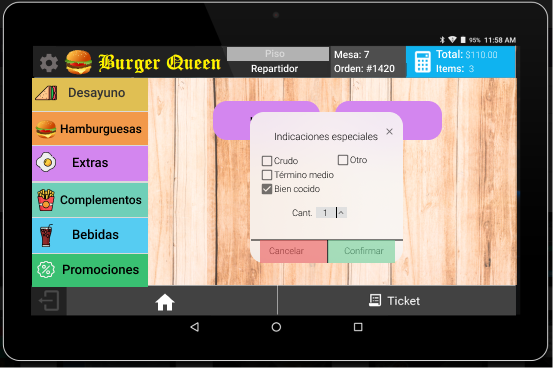 95% 11:58 AM
Burger Queen
Piso
Repartidor
Mesa: 7
Orden: #1420
Total: $110.00
Items: 3
Desayuno
Hamburguesas
Extras
Complementos
Bebidas
Promociones
Indicaciones especiales
Crudo
Otro
Término medio
Bien cocido
Cant. 1
Cancelar
Confirmar
Ticket